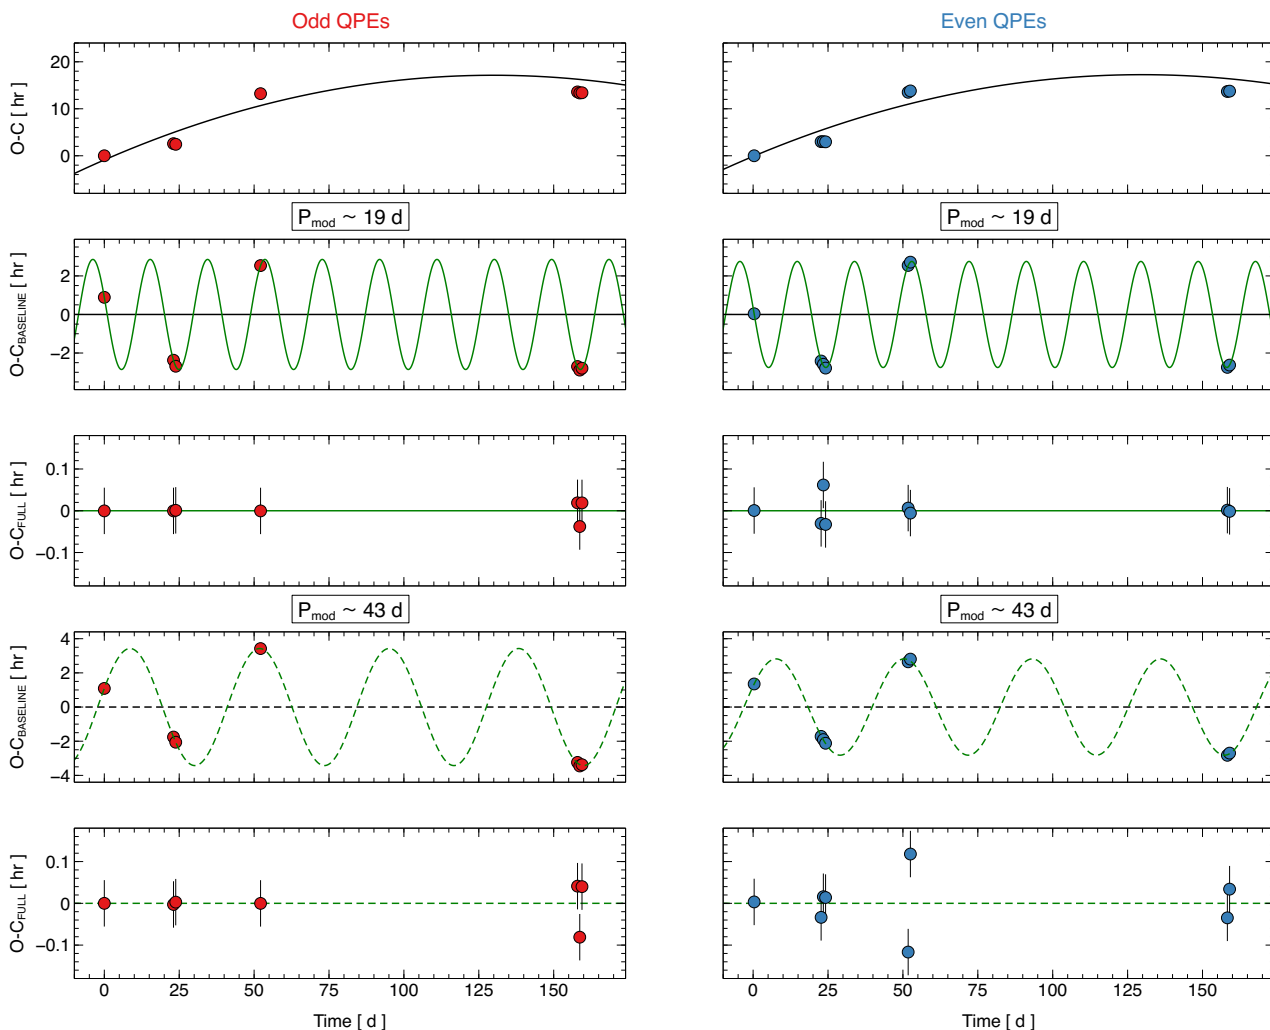 Odd QPEs
Even QPEs
O-C [ hr ]
20
10
0
P_mod ~ 19 d
P_mod ~ 19 d
O-C_BASELINE [ hr ]
2
0
−2
O-C_FULL [ hr ]
0.1
0
−0.1
P_mod ~ 43 d
P_mod ~ 43 d
O-C_BASELINE [ hr ]
4
2
0
−2
−4
O-C_FULL [ hr ]
0.1
0
−0.1
0 25 50 75 100 125 150
0 25 50 75 100 125 150
Time [ d ]
Time [ d ]